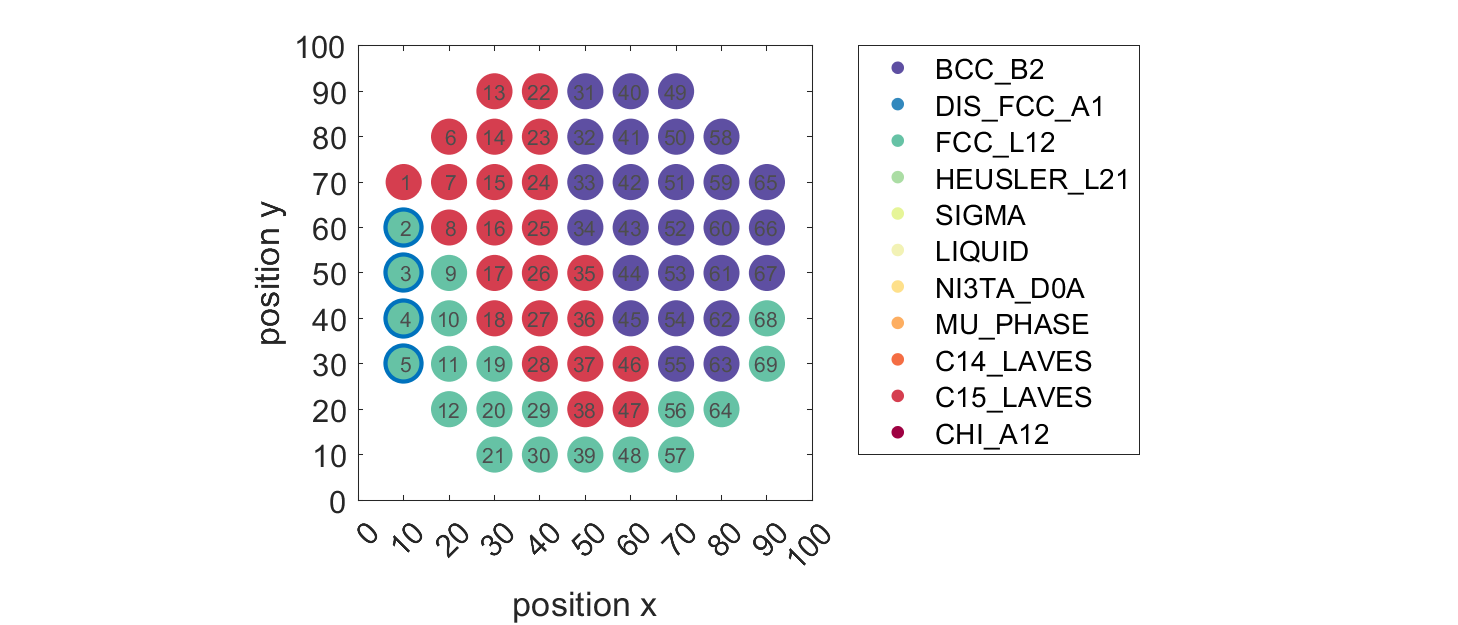 100
90
80
70
60
50
40
30
20
10
0
position y
13 22 31 40 49
6 14 23 32 41 50 58
1 7 15 24 33 42 51 59 65
2 8 16 25 34 43 52 60 66
3 9 17 26 35 44 53 61 67
4 10 18 27 36 45 54 62 68
5 11 19 28 37 46 55 63 69
12 20 29 38 47 56 64
21 30 39 48 57
0 10 20 30 40 50 60 70 80 90 100
position x
BCC_B2
DIS_FCC_A1
FCC_L12
HEUSLER_L21
SIGMA
LIQUID
NI3TA_D0A
MU_PHASE
C14_LAVES
C15_LAVES
CHI_A12